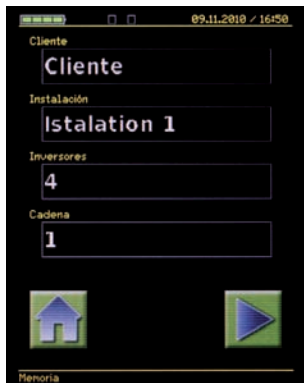 09.11.2010 / 16:50
Cliente
Cliente
Instalación
Istalation 1
Inversores
4
Cadena
1
Memoria